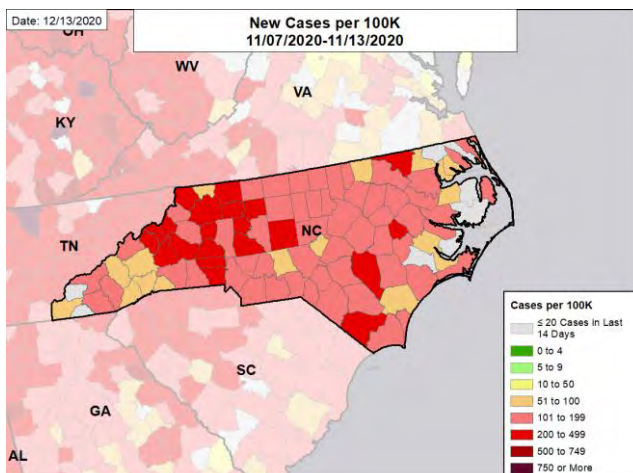 Date: 12/13/2020
New Cases per 100K
11/07/2020-11/13/2020
OH
WV
VA
KY
TN
NC
SC
GA
AL
Cases per 100K
≤ 20 Cases in Last
14 Days
0 to 4
5 to 9
10 to 50
51 to 100
101 to 199
200 to 499
500 to 749
750 or More